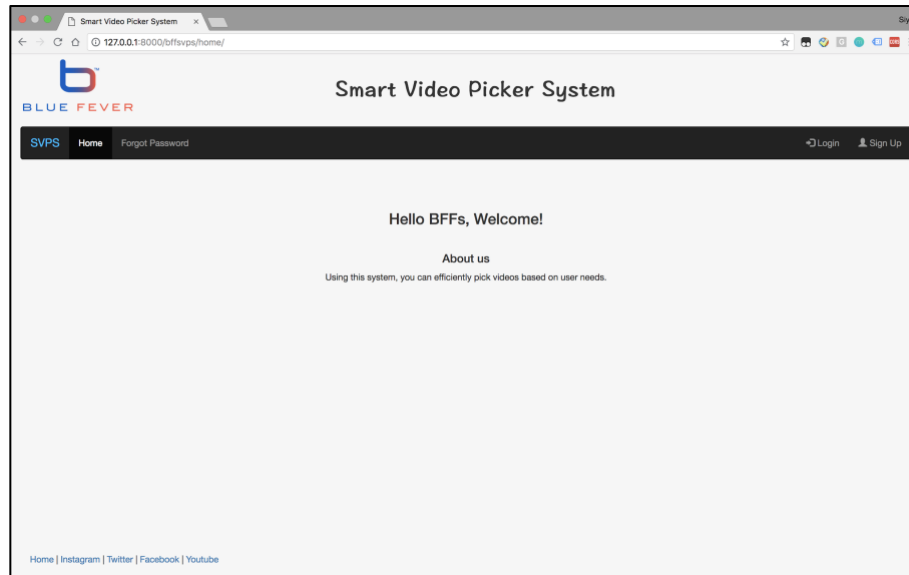 Smart Video Picker System
Siy
127.0.0.1:8000/bffsvps/home/
b™
BLUE FEVER
Smart Video Picker System
SVPS Home Forgot Password Login Sign Up
Hello BFFs, Welcome!
About us
Using this system, you can efficiently pick videos based on user needs.
Home | Instagram | Twitter | Facebook | Youtube